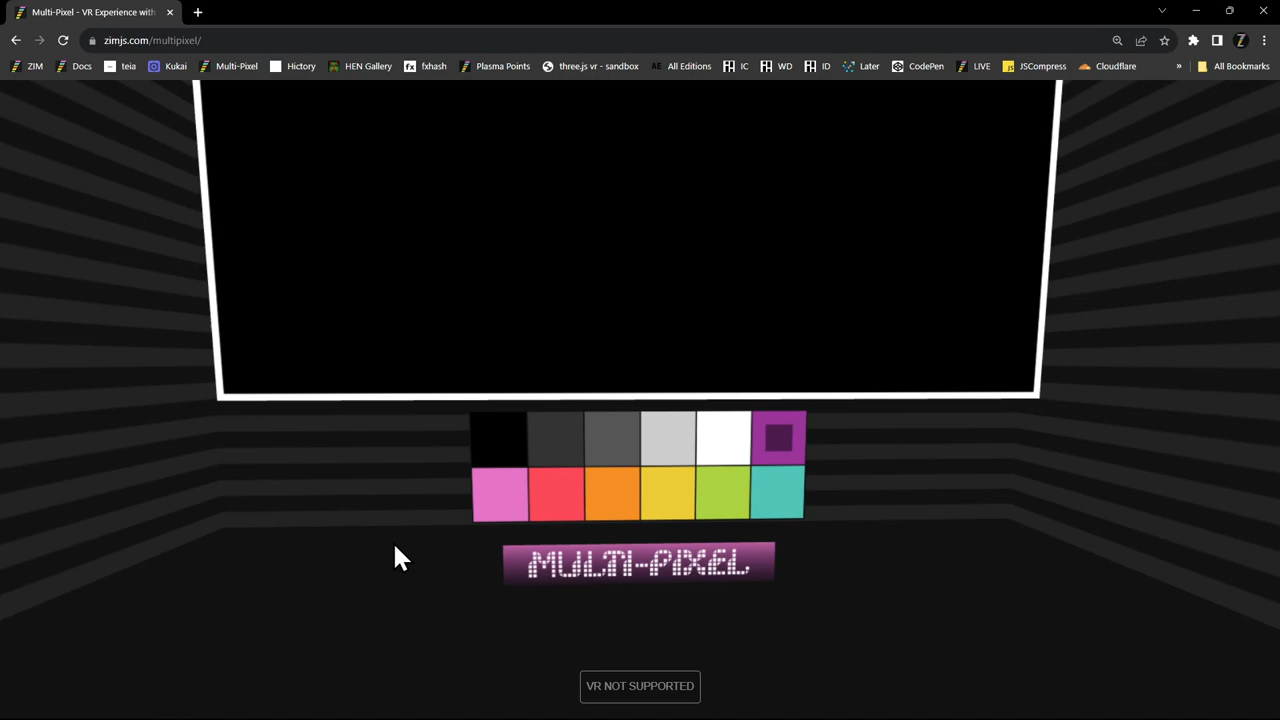 Multi-Pixel - VR Experience with
zimjs.com/multipixel/
ZIM Docs teia Kukai Multi-Pixel Hictory HEN Gallery fxhash Plasma Points three.js vr - sandbox AE All Editions IC WD ID Later CodePen LIVE JS JSCompress Cloudflare » All Bookmarks
MULTI-PIXEL
VR NOT SUPPORTED